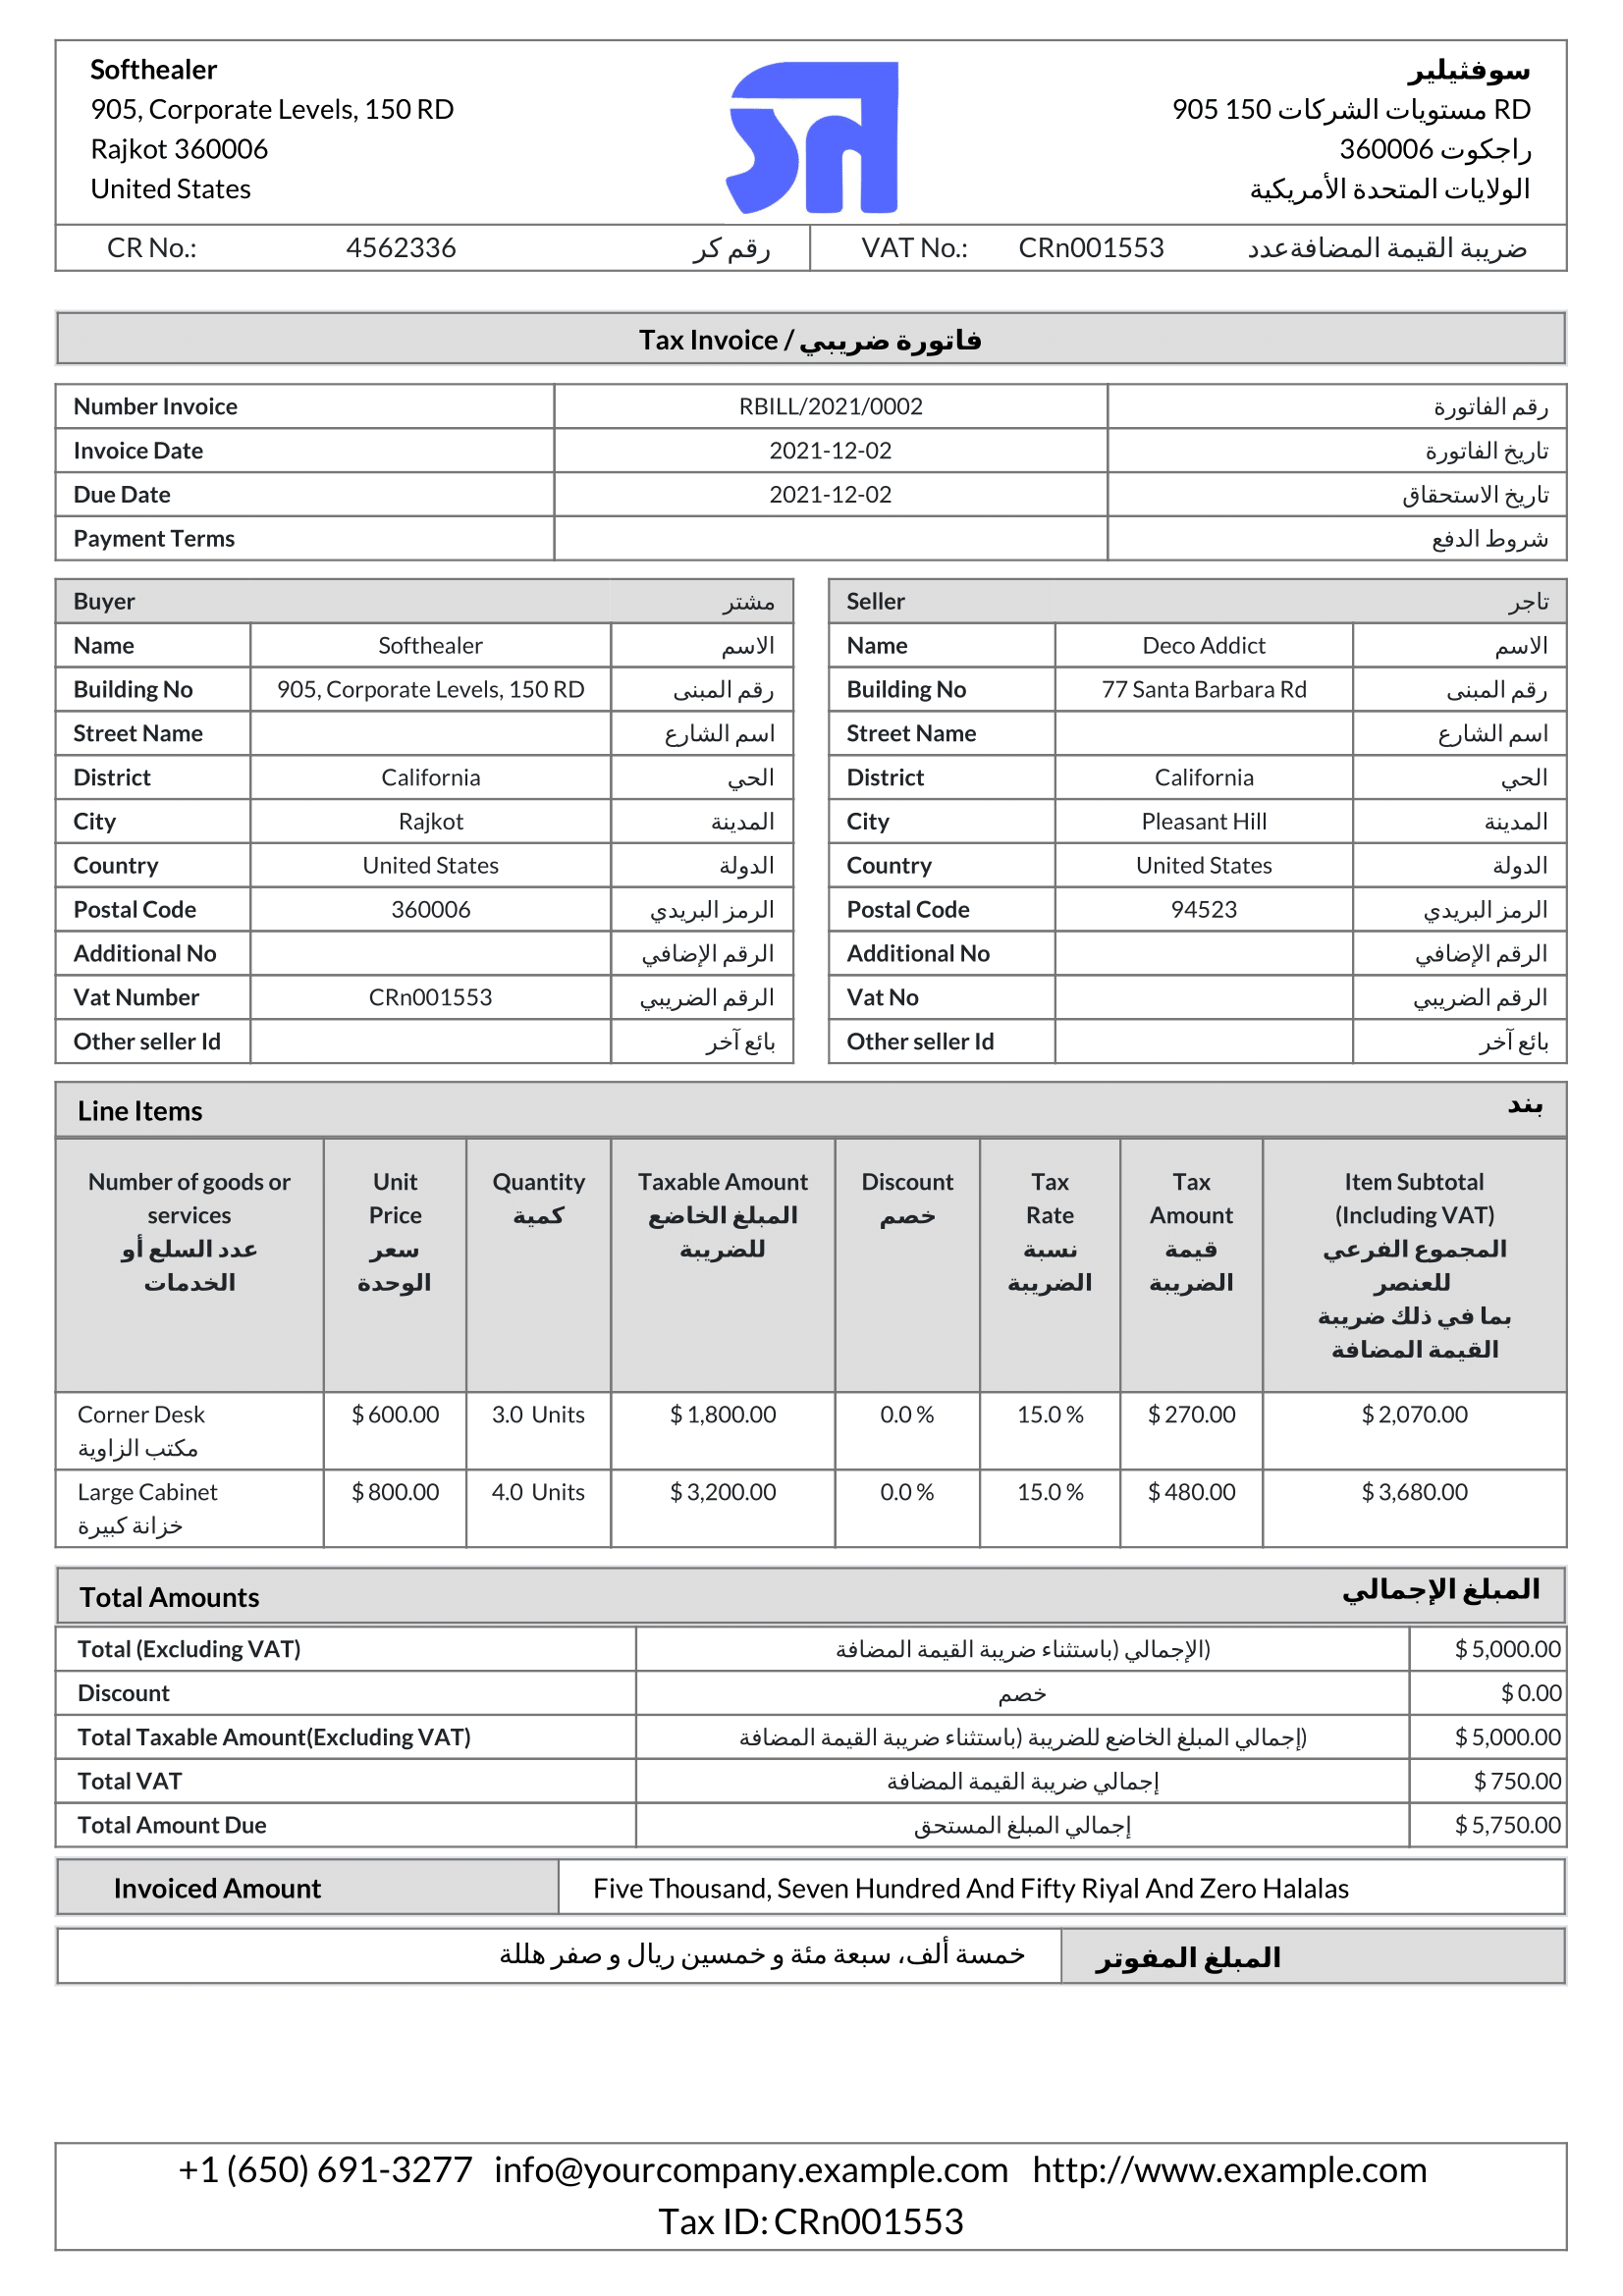 Softhealer
905, Corporate Levels, 150 RD
Rajkot 360006
United States
سوفثيلير
905 مستويات الشركات 150 RD
راجكوت 360006
الولايات المتحدة الأمريكية
CR No.: 4562336 رقم كر
VAT No.: CRn001553 ضريبة القيمة المضافةعدد
Tax Invoice / فاتورة ضريبي
Number Invoice RBILL/2021/0002 رقم الفاتورة
Invoice Date 2021-12-02 تاريخ الفاتورة
Due Date 2021-12-02 تاريخ الاستحقاق
Payment Terms شروط الدفع
Buyer مشتر
Name Softhealer الاسم
Building No 905, Corporate Levels, 150 RD رقم المبنى
Street Name اسم الشارع
District California الحي
City Rajkot المدينة
Country United States الدولة
Postal Code 360006 الرمز البريدي
Additional No الرقم الإضافي
Vat Number CRn001553 الرقم الضريبي
Other seller Id بائع آخر
Seller تاجر
Name Deco Addict الاسم
Building No 77 Santa Barbara Rd رقم المبنى
Street Name اسم الشارع
District California الحي
City Pleasant Hill المدينة
Country United States الدولة
Postal Code 94523 الرمز البريدي
Additional No الرقم الإضافي
Vat No الرقم الضريبي
Other seller Id بائع آخر
Line Items بند
Number of goods or
services
عدد السلع أو
الخدمات
Unit
Price
سعر
الوحدة
Quantity
كمية
Taxable Amount
المبلغ الخاضع
للضريبة
Discount
خصم
Tax
Rate
نسبة
الضريبة
Tax
Amount
قيمة
الضريبة
Item Subtotal
(Including VAT)
المجموع الفرعي
للعنصر
بما في ذلك ضريبة
القيمة المضافة
Corner Desk $ 600.00 3.0 Units $ 1,800.00 0.0 % 15.0 % $ 270.00 $ 2,070.00
مكتب الزاوية
Large Cabinet $ 800.00 4.0 Units $ 3,200.00 0.0 % 15.0 % $ 480.00 $ 3,680.00
خزانة كبيرة
Total Amounts المبلغ الإجمالي
Total (Excluding VAT) (الإجمالي (باستثناء ضريبة القيمة المضافة $ 5,000.00
Discount خصم $ 0.00
Total Taxable Amount(Excluding VAT) (إجمالي المبلغ الخاضع للضريبة (باستثناء ضريبة القيمة المضافة $ 5,000.00
Total VAT إجمالي ضريبة القيمة المضافة $ 750.00
Total Amount Due إجمالي المبلغ المستحق $ 5,750.00
Invoiced Amount Five Thousand, Seven Hundred And Fifty Riyal And Zero Halalas
المبلغ المفوتر خمسة ألف، سبعة مئة و خمسين ريال و صفر هللة
+1 (650) 691-3277 info@yourcompany.example.com http://www.example.com
Tax ID: CRn001553